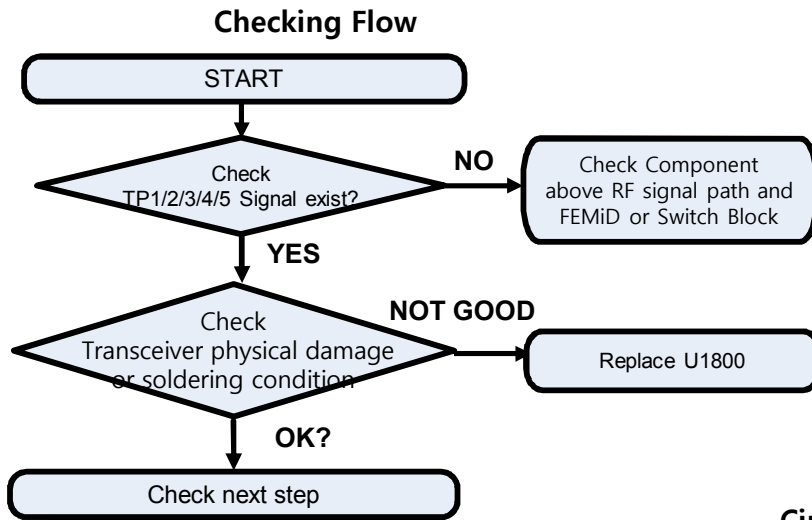 Checking Flow
START
Check
TP1/2/3/4/5 Signal exist?
NO
Check Component
above RF signal path and
FEMiD or Switch Block
YES
Check
Transceiver physical damage
or soldering condition
NOT GOOD
Replace U1800
OK?
Check next step